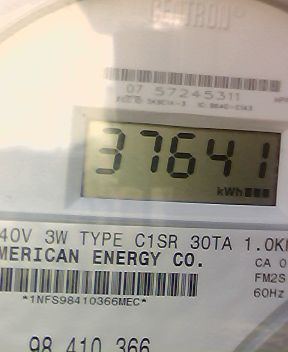 CENTRON®
07 57245311
37641
kWh
40V 3W TYPE C1SR 30TA 1.0K
MERICAN ENERGY CO.
CA 0
FM2S
60Hz
*1NFS98410366MEC*
98 410 366